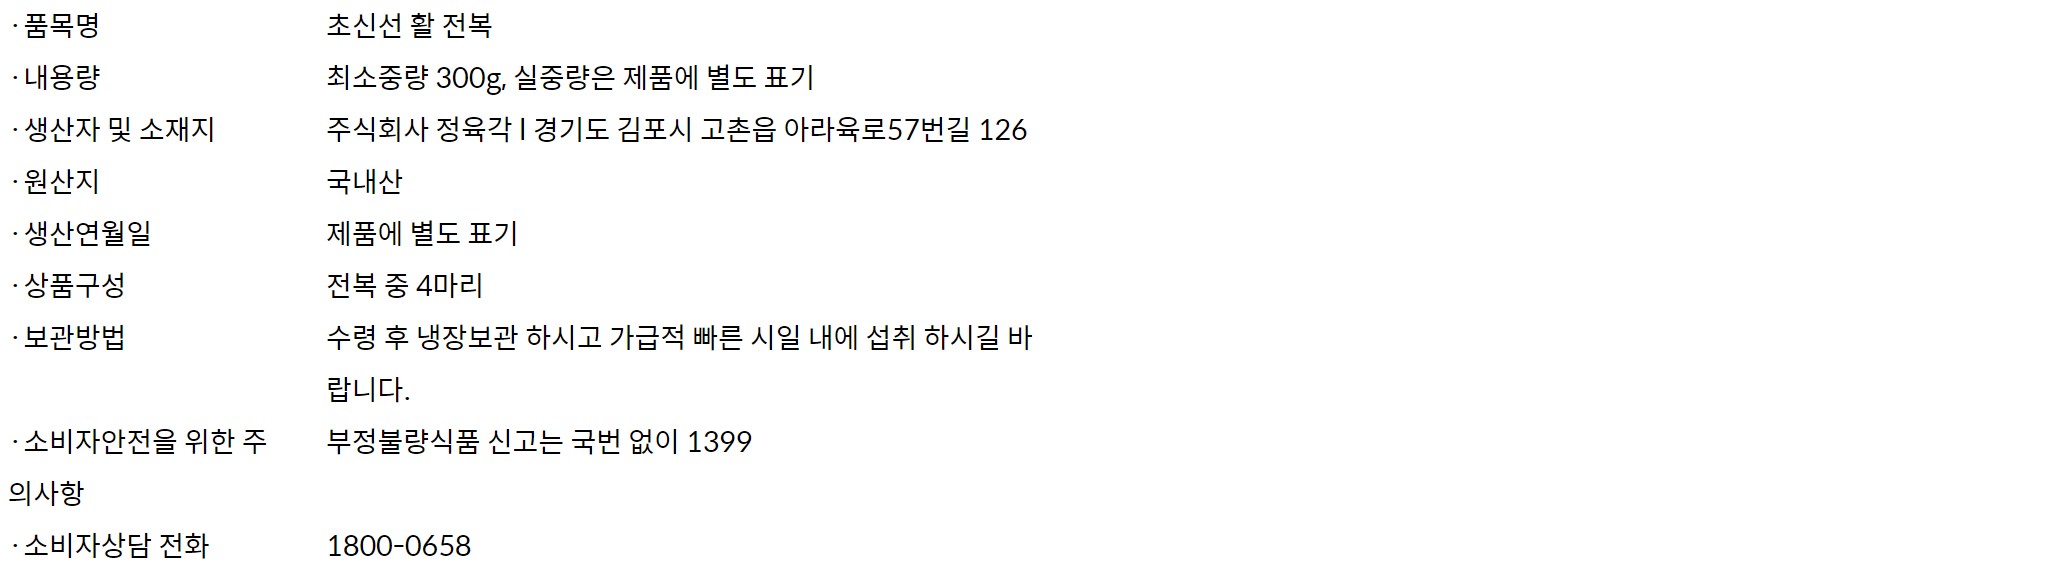 · 품목명 초신선 활 전복
· 내용량 최소중량 300g, 실중량은 제품에 별도 표기
· 생산자 및 소재지 주식회사 정육각 l 경기도 김포시 고촌읍 아라육로57번길 126
· 원산지 국내산
· 생산연월일 제품에 별도 표기
· 상품구성 전복 중 4마리
· 보관방법 수령 후 냉장보관 하시고 가급적 빠른 시일 내에 섭취 하시길 바
랍니다.
· 소비자안전을 위한 주 부정불량식품 신고는 국번 없이 1399
의사항
· 소비자상담 전화 1800-0658